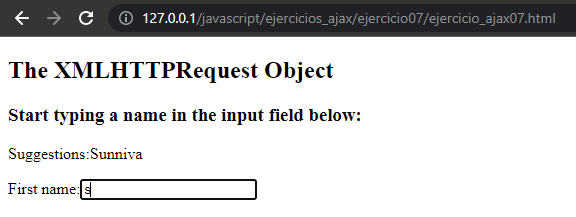 127.0.0.1/javascript/ejercicios_ajax/ejercicio07/ejercicio_ajax07.html
The XMLHTTPRequest Object
Start typing a name in the input field below:
Suggestions:Sunniva
First name: s